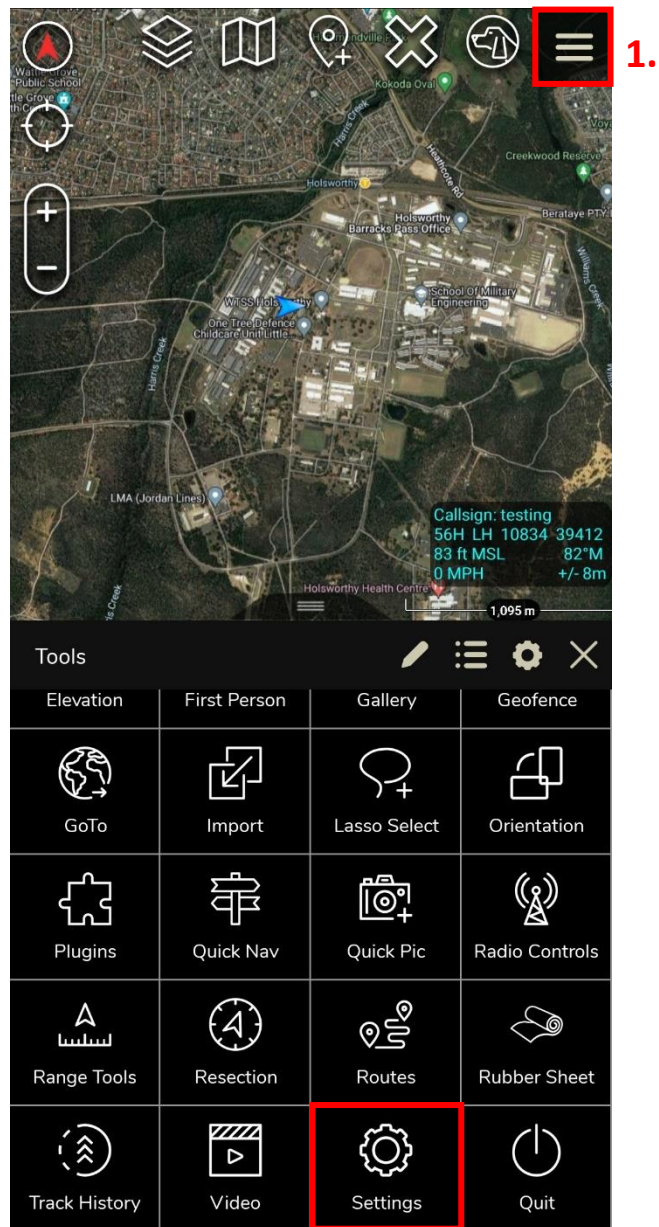 1.
Hammondville Park
Wattle Grove
Public School
Kokoda Oval
Harris Creek
Heathcote Rd
Creekwood Reserve
Holsworthy
Holsworthy
Barracks Pass Office
Berataye PTY
Williams Creek
School Of Military
Engineering
One Tree Defence
Childcare Unit Little...
Harris Creek
LMA (Jordan Lines)
Callsign: testing
56H LH 10834 39412
83 ft MSL 82°M
0 MPH +/- 8m
Holsworthy Health Centre
1,095 m
Tools
Elevation First Person Gallery Geofence
GoTo Import Lasso Select Orientation
Plugins Quick Nav Quick Pic Radio Controls
Range Tools Resection Routes Rubber Sheet
Track History Video Settings Quit